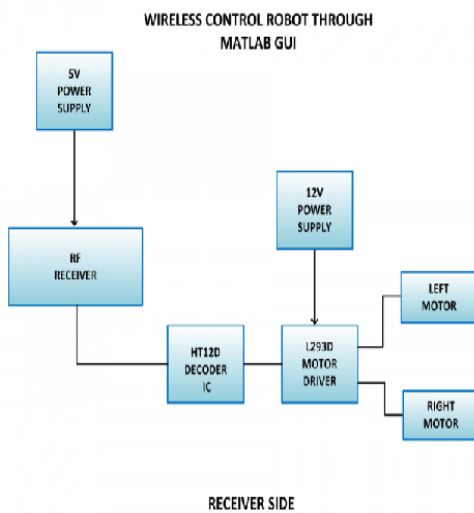 WIRELESS CONTROL ROBOT THROUGH
MATLAB GUI
5V
POWER
SUPPLY
12V
POWER
SUPPLY
RF
RECEIVER
LEFT
MOTOR
HT12D
DECODER
IC
L293D
MOTOR
DRIVER
RIGHT
MOTOR
RECEIVER SIDE